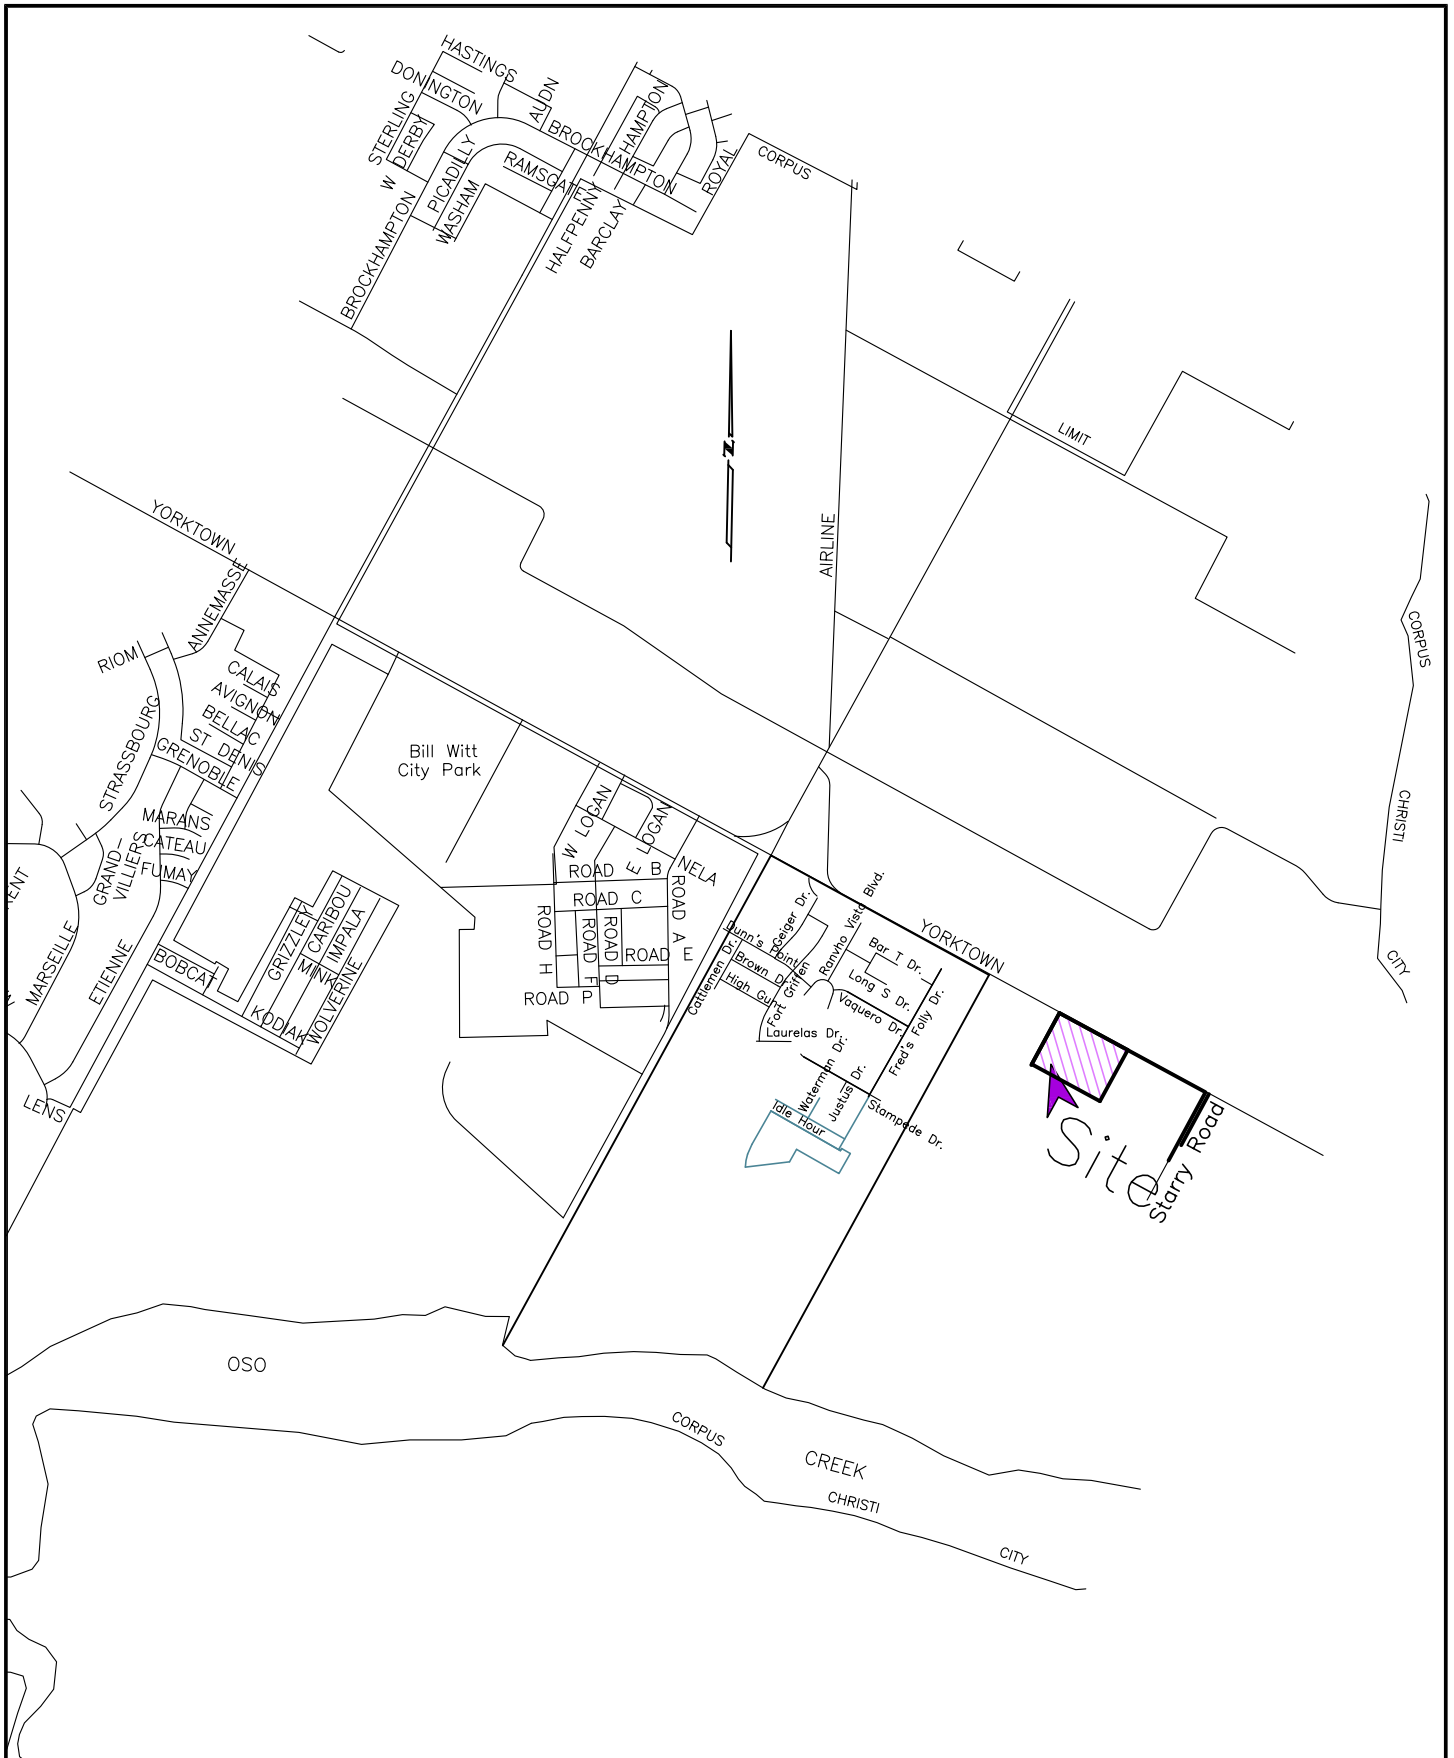 HASTINGS
DONINGTON
AUDN
STERLING
W DERBY
PICADILLY
WASHAM
BROCKHAMPTON
RAMSGATE
HAMPTON
BROCKHAMPTON
ROYAL
HALFPENNY
BARCLAY
CORPUS
LIMIT
N
AIRLINE
CORPUS
CHRISTI
CITY
YORKTOWN
ANNEMASSE
RIOM
STRASSBOURG
CALAIS
AVIGNON
BELLAC
ST DENIS
GRENOBLE
MARANS
CATEAU
FUMAY
GRAND-
VILLIERS
MARSEILLE
ETIENNE
LENS
BOBCAT
GRIZZLEY
CARIBOU
IMPALA
MINK
WOLVERINE
KODIAK
Bill Witt
City Park
W LOGAN
E LOGAN
NELA
ROAD B
ROAD C
ROAD A
ROAD H
ROAD F
ROAD D
ROAD E
ROAD P
Geiger Dr.
Dunn's Point
Brown Dr.
High Gunt
Cattlemen Dr.
Fort Griffen
Ranvho Vista Blvd.
Bar T Dr.
Long S Dr.
Vaquero Dr.
Fred's Folly Dr.
Laurelas Dr.
Waterman Dr.
Justus Dr.
Stampede Dr.
Idle Hour
YORKTOWN
Site
Starry Road
OSO
CREEK
CORPUS
CHRISTI
CITY